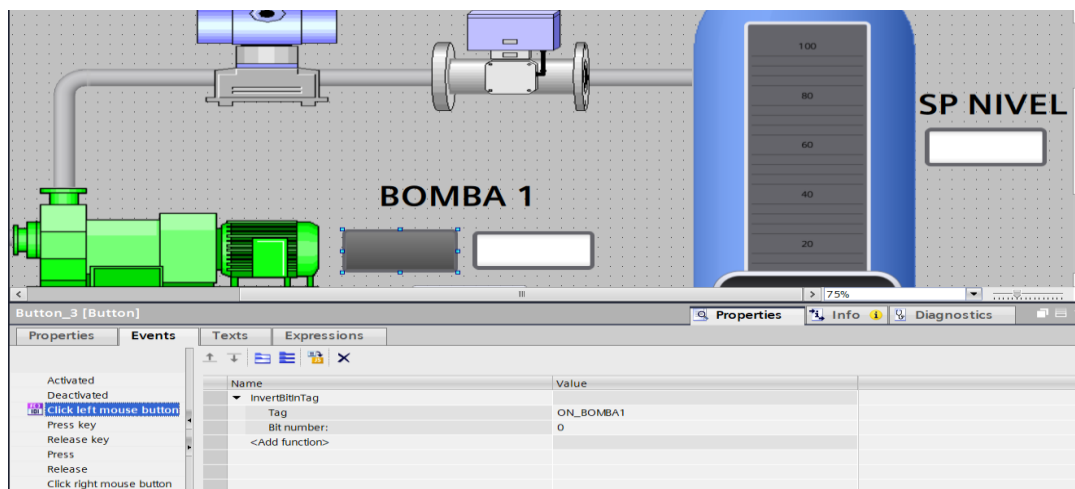 100
80
SP NIVEL
60
40
BOMBA 1
20
75%
Button_3 [Button]
Properties
Info
Diagnostics
Properties
Events
Texts
Expressions
Name
Value
Activated
Deactivated
Click left mouse button
Press key
Release key
Press
Release
Click right mouse button
InvertBitInTag
Tag
ON_BOMBA1
Bit number:
0
<Add function>